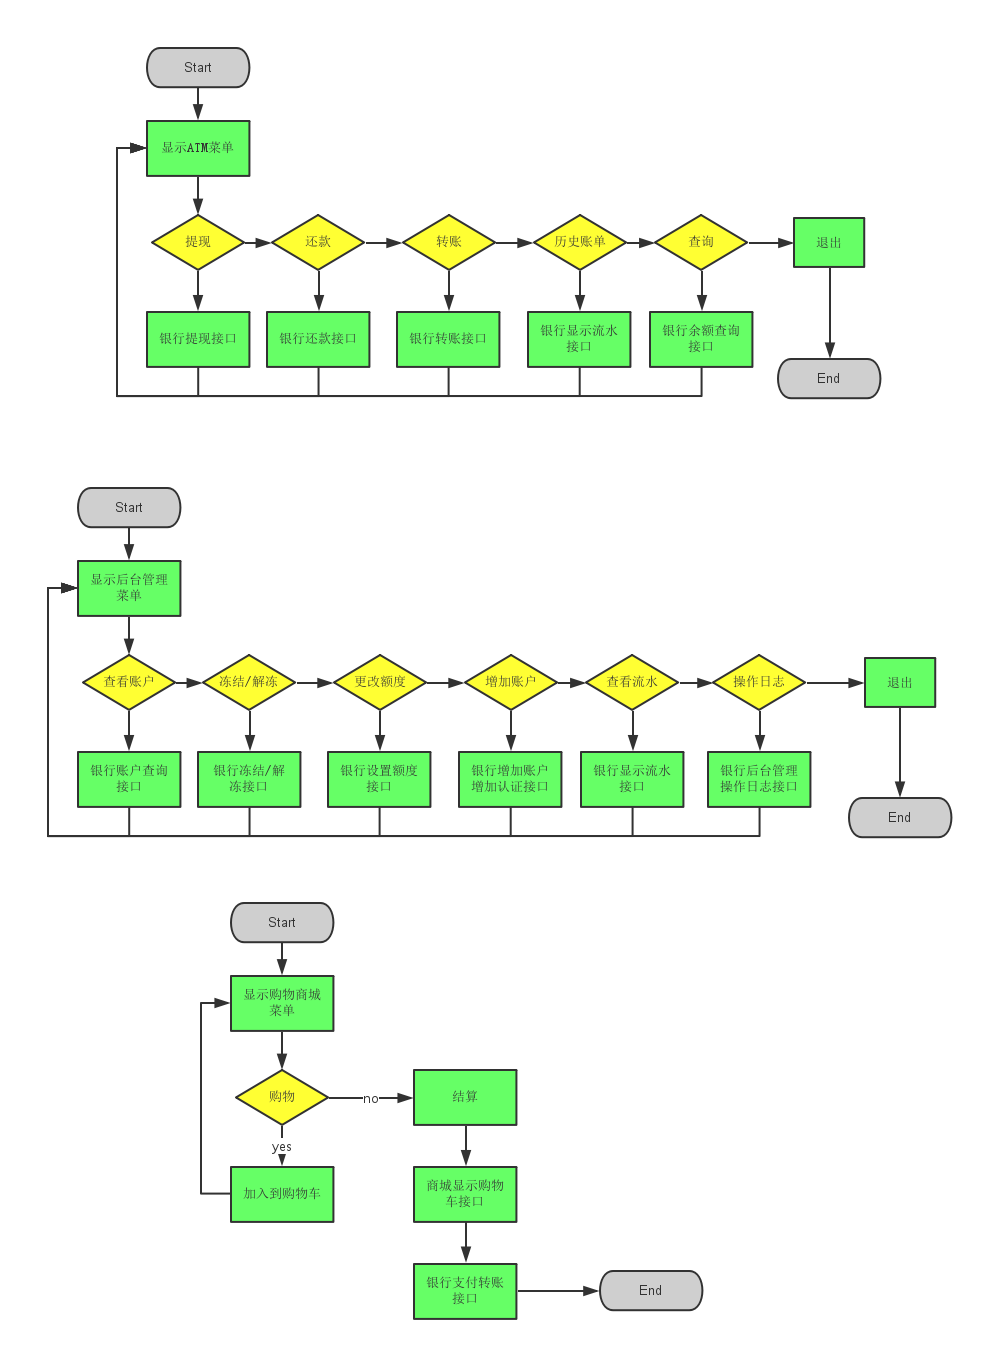 Start
显示ATM菜单
提现
还款
转账
历史账单
查询
退出
银行提现接口
银行还款接口
银行转账接口
银行显示流水
接口
银行余额查询
接口
End
Start
显示后台管理
菜单
查看账户
冻结/解冻
更改额度
增加账户
查看流水
操作日志
退出
银行账户查询
接口
银行冻结/解
冻接口
银行设置额度
接口
银行增加账户
增加认证接口
银行显示流水
接口
银行后台管理
操作日志接口
End
Start
显示购物商城
菜单
购物
no
结算
yes
加入到购物车
商城显示购物
车接口
银行支付转账
接口
End